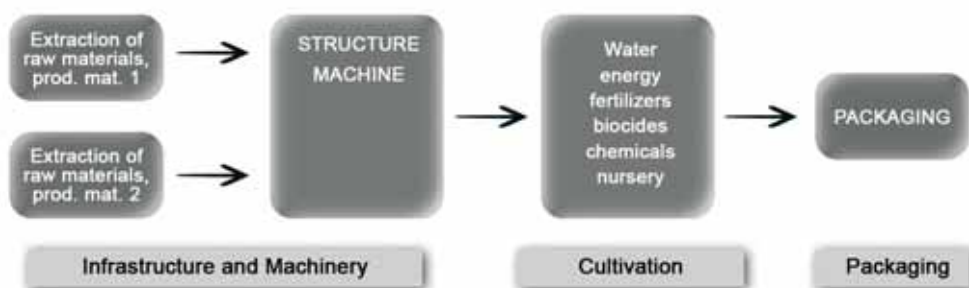 Extraction of
raw materials,
prod. mat. 1
Extraction of
raw materials,
prod. mat. 2
STRUCTURE
MACHINE
Water
energy
fertilizers
biocides
chemicals
nursery
PACKAGING
Infrastructure and Machinery
Cultivation
Packaging